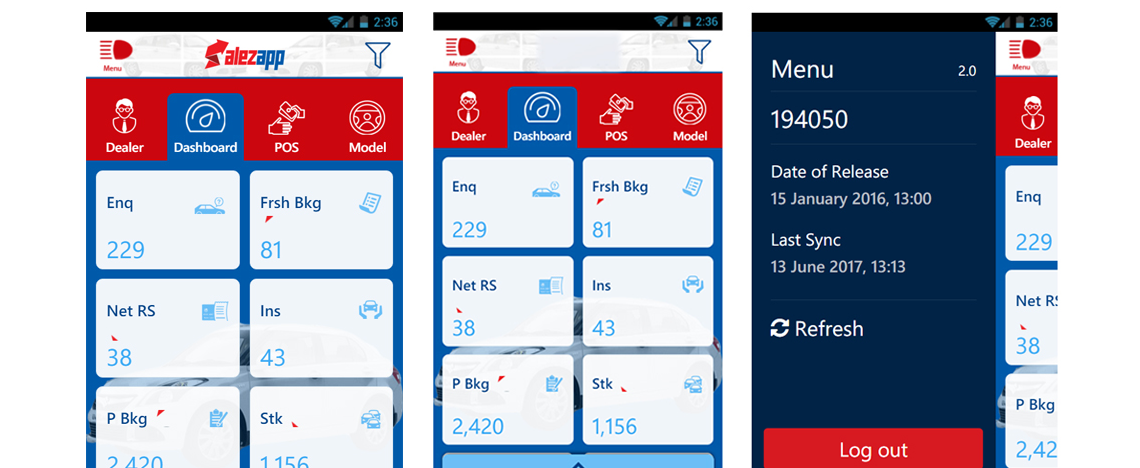 2:36
Menu
Salezapp
Dealer
Dashboard
POS
Model
Enq
229
Frsh Bkg
81
Net RS
38
Ins
43
P Bkg
2,420
Stk
1,156
2:36
Menu
Dealer
Dashboard
POS
Model
Enq
229
Frsh Bkg
81
Net RS
38
Ins
43
P Bkg
2,420
Stk
1,156
2:36
Menu
2.0
194050
Date of Release
15 January 2016, 13:00
Last Sync
13 June 2017, 13:13
Refresh
Log out
Menu
Dealer
Enq
229
Net RS
38
P Bkg
2,42